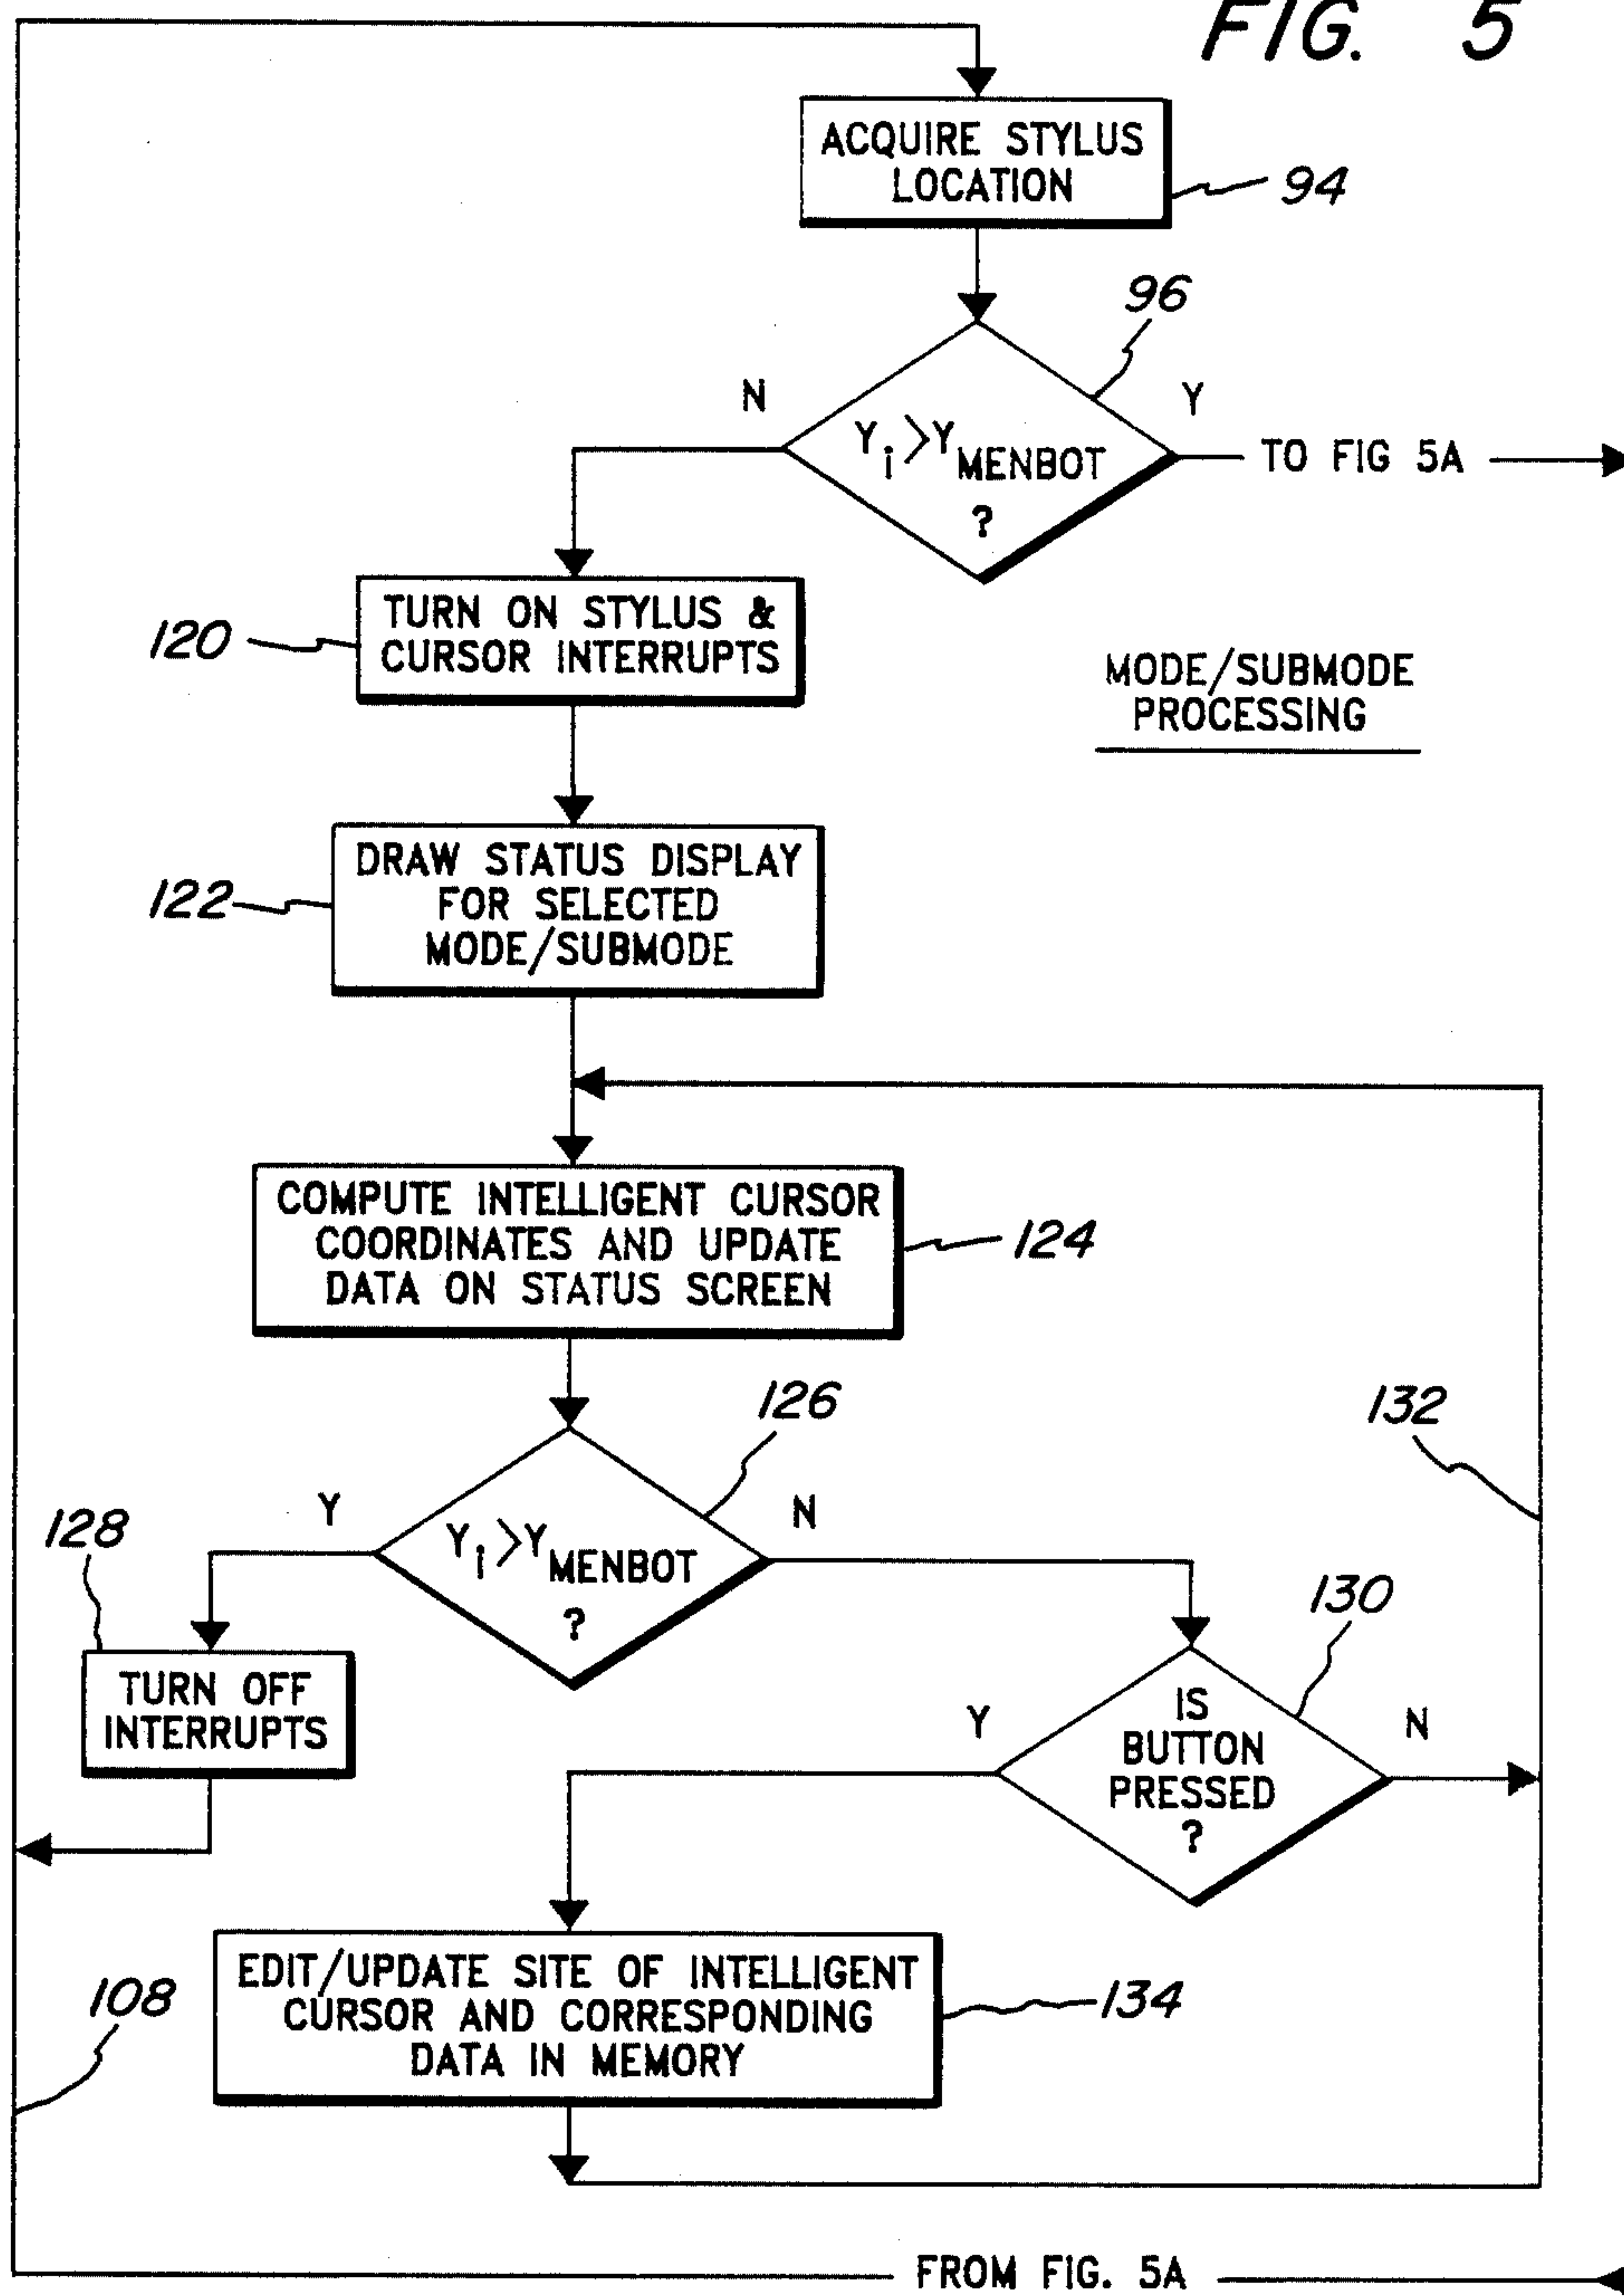 FIG. 5
ACQUIRE STYLUS
LOCATION
94
96
N
Y
Yi>YMENBOT
?
TO FIG 5A
120
TURN ON STYLUS &
CURSOR INTERRUPTS
MODE/SUBMODE
PROCESSING
122
DRAW STATUS DISPLAY
FOR SELECTED
MODE/SUBMODE
COMPUTE INTELLIGENT CURSOR
COORDINATES AND UPDATE
DATA ON STATUS SCREEN
124
126
132
Y
N
Yi>YMENBOT
?
128
TURN OFF
INTERRUPTS
130
Y
N
IS
BUTTON
PRESSED
?
108
EDIT/UPDATE SITE OF INTELLIGENT
CURSOR AND CORRESPONDING
DATA IN MEMORY
134
FROM FIG. 5A